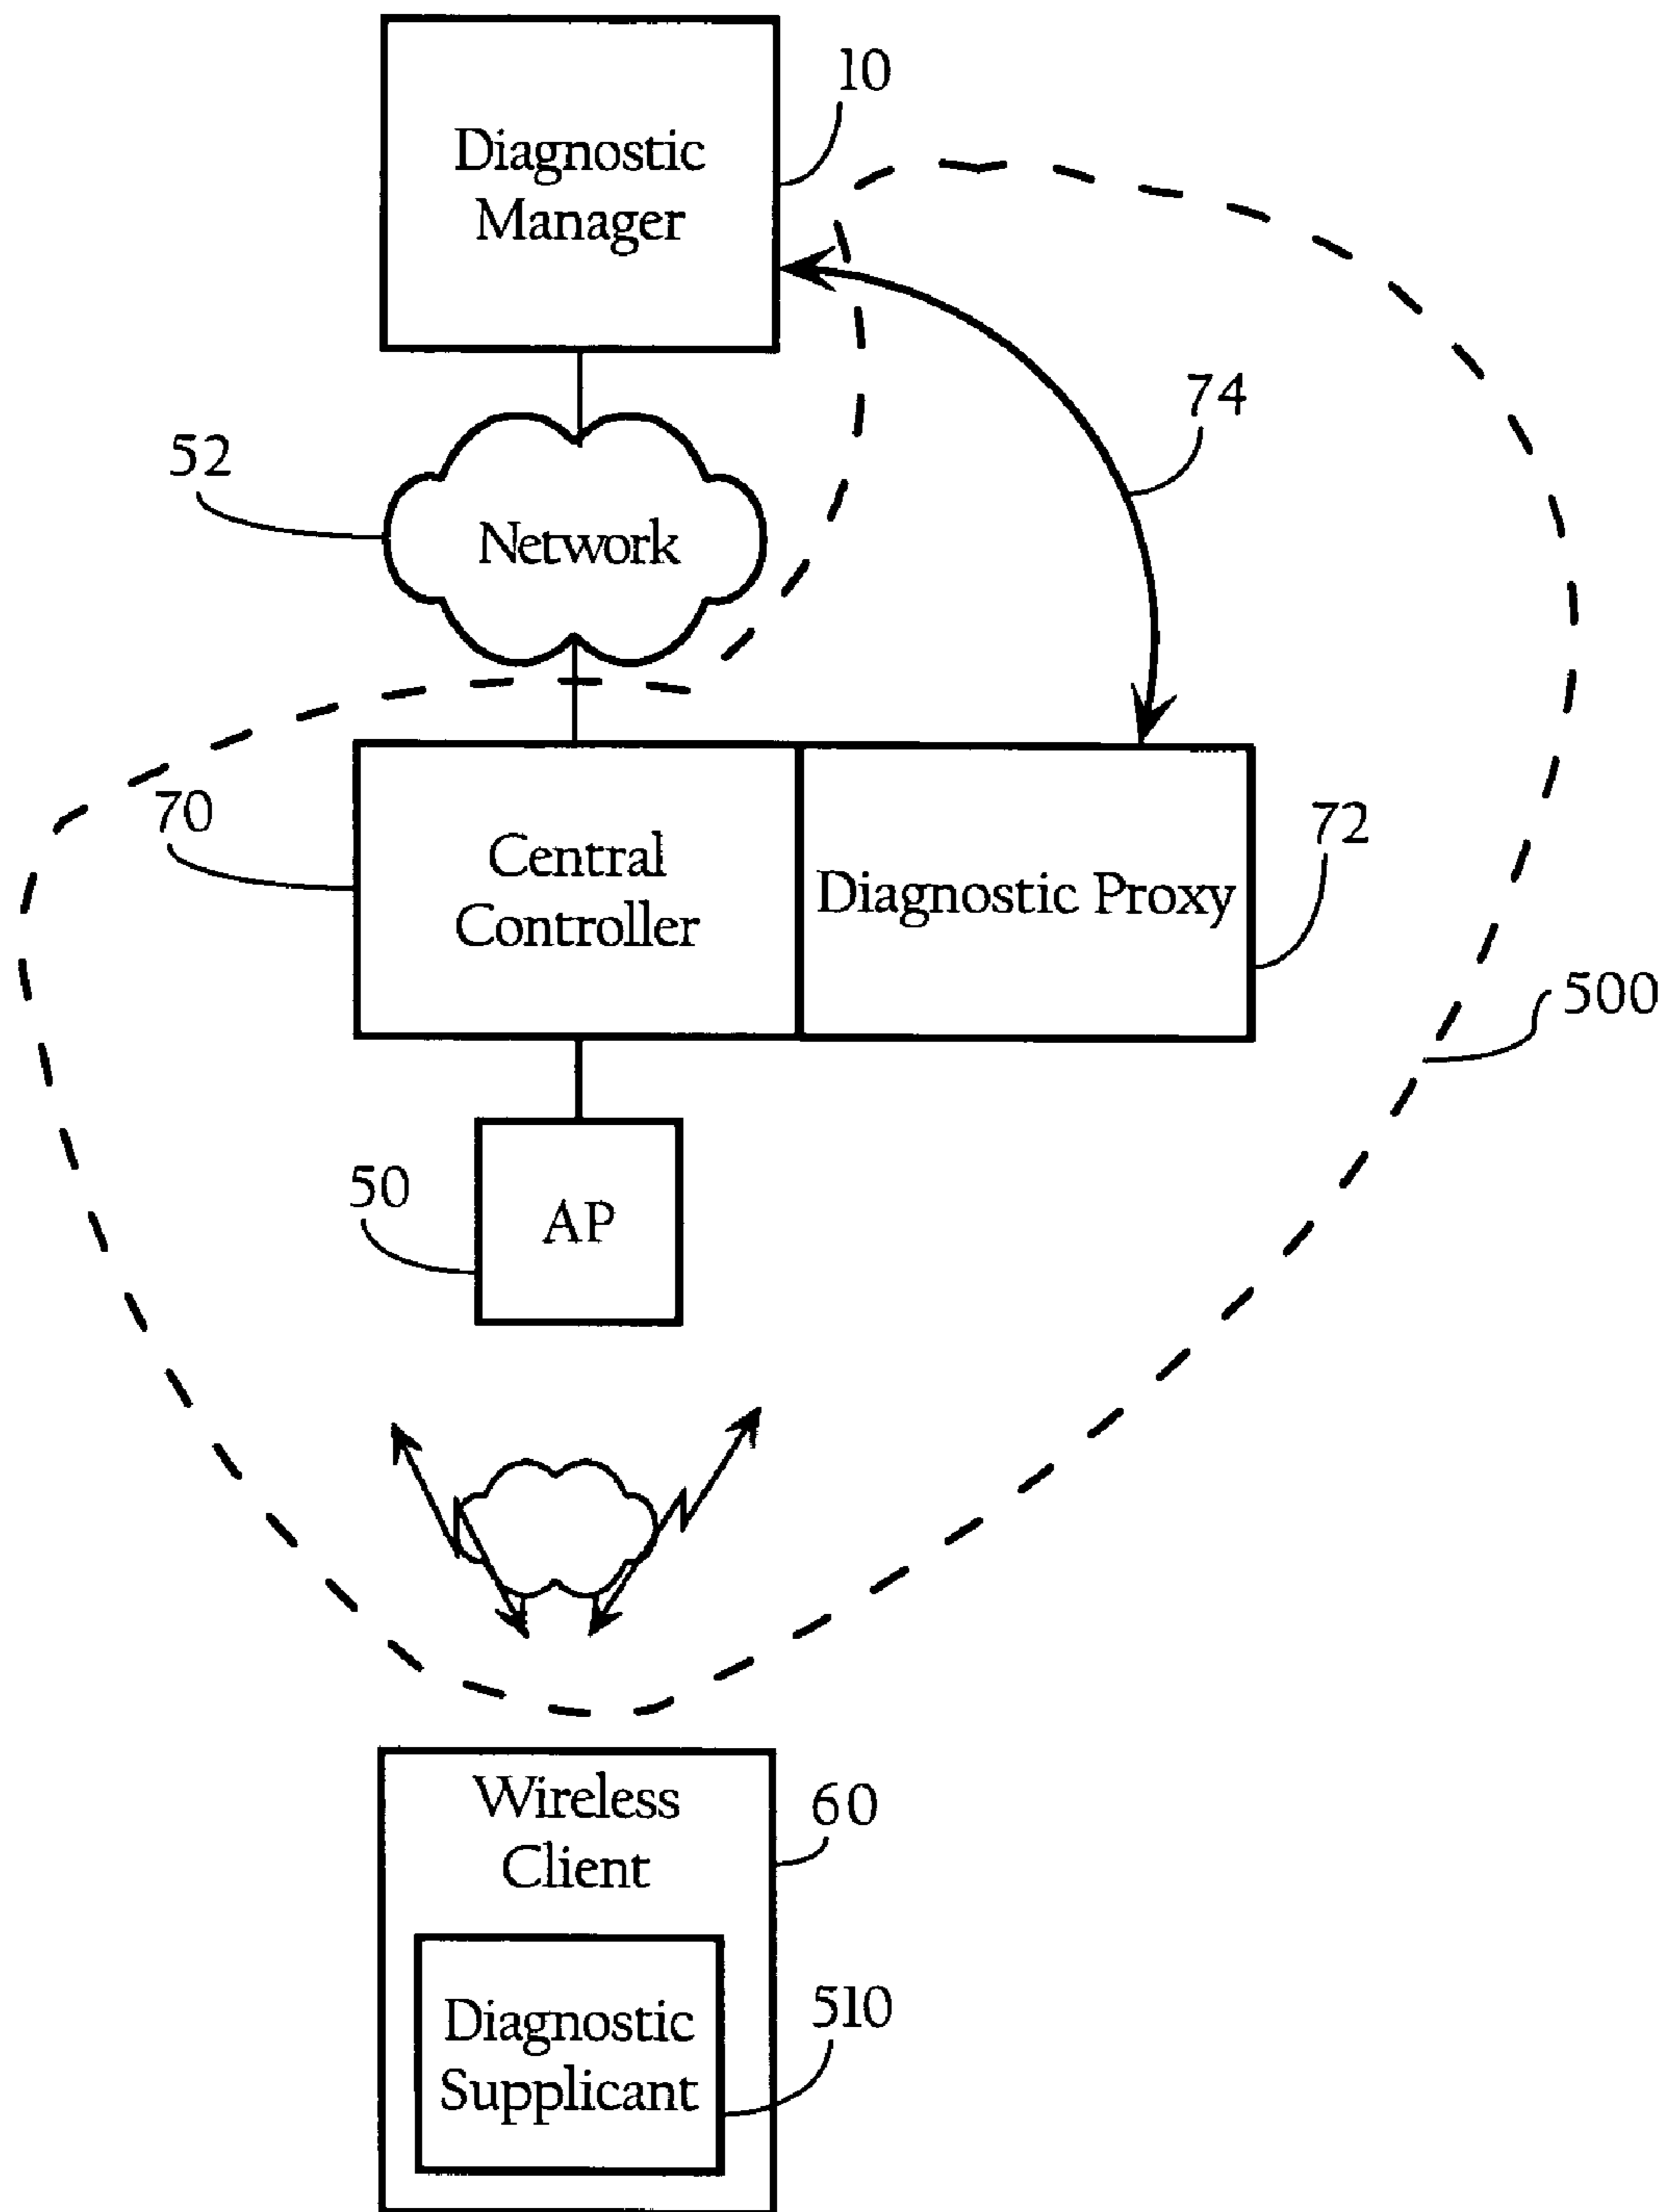 10
Diagnostic
Manager
74
52
Network
70
Central
Controller
Diagnostic Proxy
72
500
50
AP
Wireless
Client
60
Diagnostic
Supplicant
510